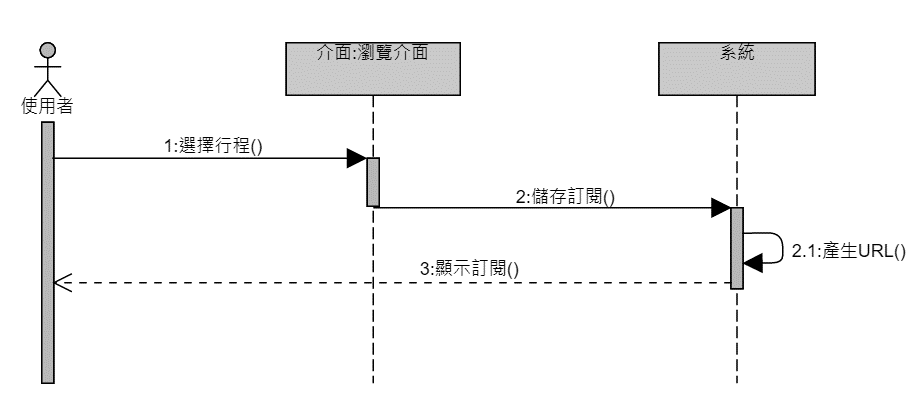 介面:瀏覽介面
系統
使用者
1:選擇行程()
2:儲存訂閱()
2.1:產生URL()
3:顯示訂閱()